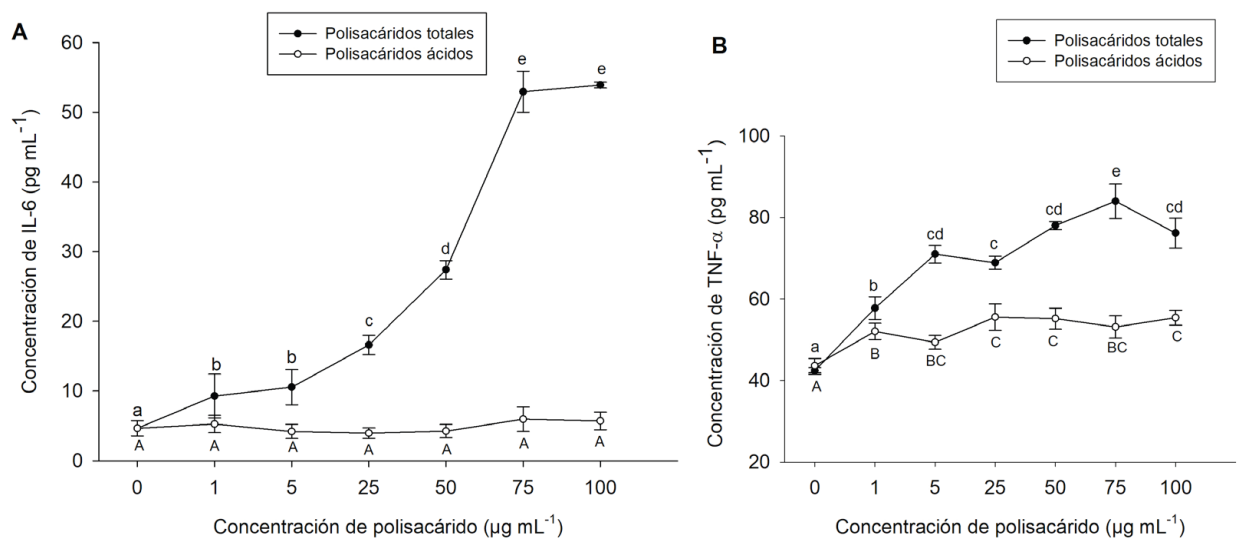 A
Polisacáridos totales
Polisacáridos ácidos
Concentración de IL-6 (pg mL⁻¹)
60
50
40
30
20
10
0
a
b
b
c
d
e
e
A
A
A
A
A
A
A
0 1 5 25 50 75 100
Concentración de polisacárido (µg mL⁻¹)
B
Polisacáridos totales
Polisacáridos ácidos
Concentración de TNF-α (pg mL⁻¹)
100
80
60
40
20
a
b
cd
c
cd
e
cd
A
B
BC
C
C
BC
C
0 1 5 25 50 75 100
Concentración de polisacárido (µg mL⁻¹)